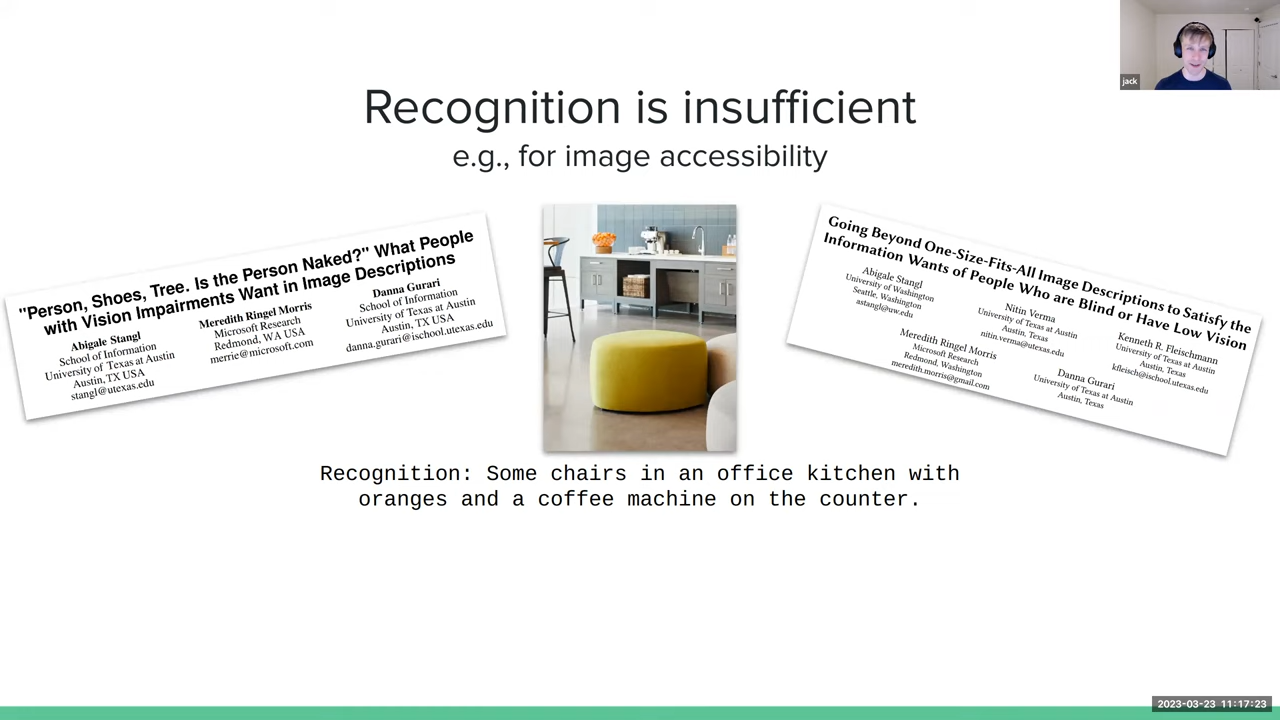 jack
Recognition is insufficient
e.g., for image accessibility
"Person, Shoes, Tree. Is the Person Naked?" What People
with Vision Impairments Want in Image Descriptions
Abigale Stangl
School of Information
University of Texas at Austin
Austin, TX USA
stangl@utexas.edu
Meredith Ringel Morris
Microsoft Research
Redmond, WA USA
merrie@microsoft.com
Danna Gurari
School of Information
University of Texas at Austin
Austin, TX USA
danna.gurari@ischool.utexas.edu
Going Beyond One-Size-Fits-All Image Descriptions to Satisfy the
Information Wants of People Who are Blind or Have Low Vision
Abigale Stangl
University of Washington
Seattle, Washington
astangl@uw.edu
Nitin Verma
University of Texas at Austin
Austin, Texas
nitin.verma@utexas.edu
Kenneth R. Fleischmann
University of Texas at Austin
Austin, Texas
kfleisch@ischool.utexas.edu
Meredith Ringel Morris
Microsoft Research
Redmond, Washington
meredith.morris@gmail.com
Danna Gurari
University of Texas at Austin
Austin, Texas
Recognition: Some chairs in an office kitchen with
oranges and a coffee machine on the counter.
2023-03-23 11:17:23